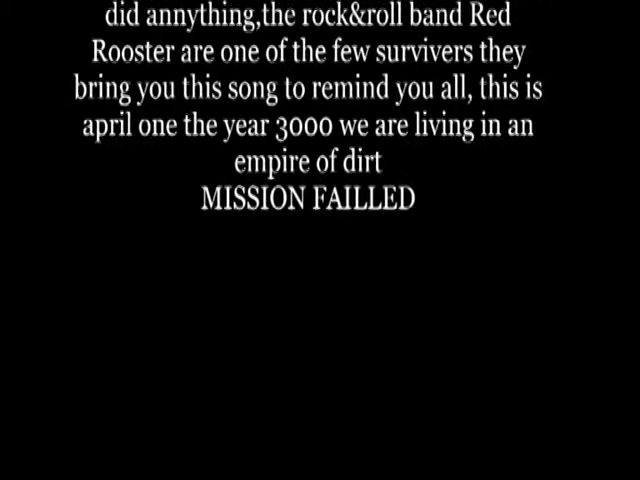 did annything,the rock&roll band Red
Rooster are one of the few survivers they
bring you this song to remind you all, this is
april one the year 3000 we are living in an
empire of dirt
MISSION FAILLED